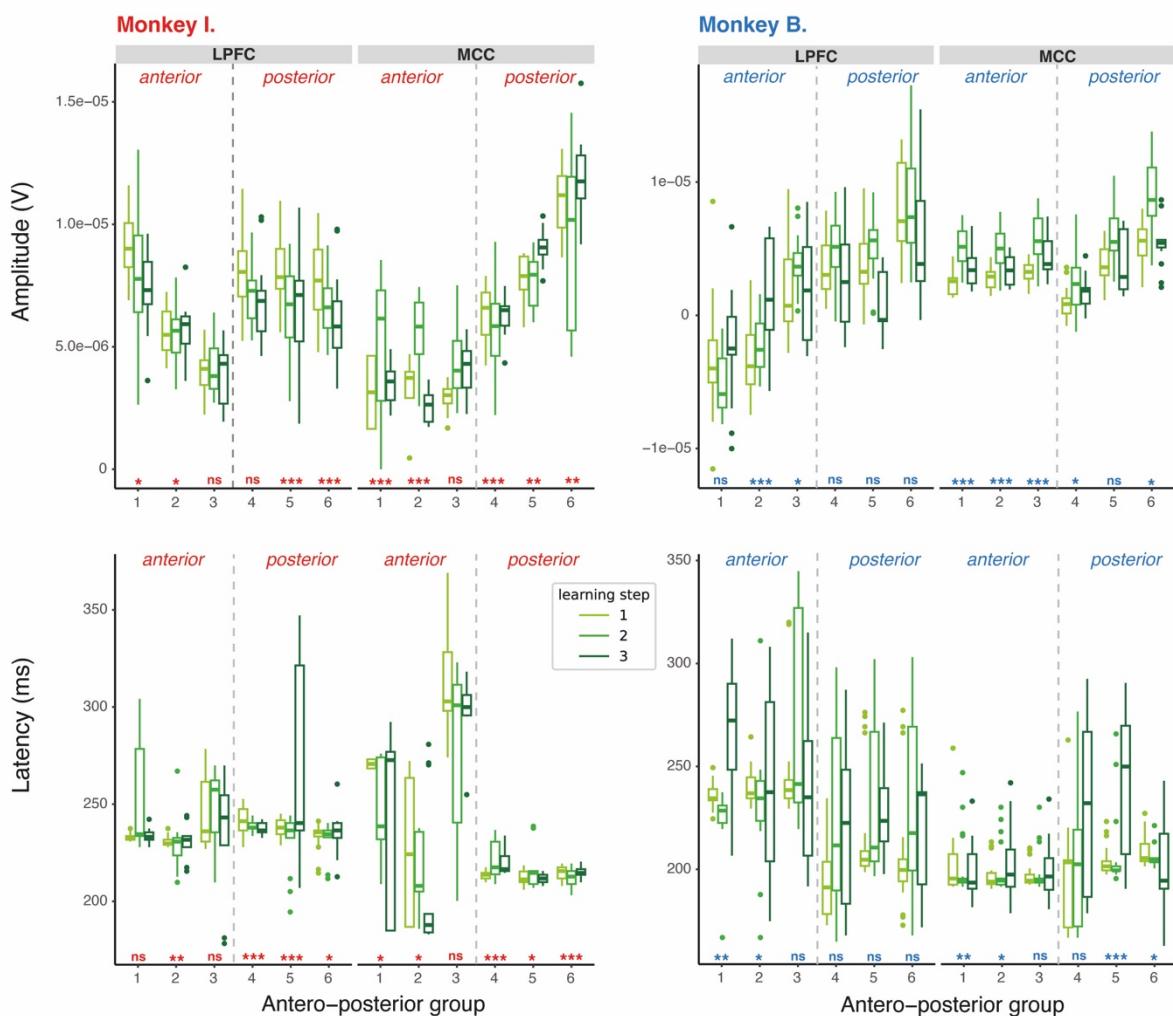 Monkey I.
Monkey B.
LPFC MCC
LPFC MCC
anterior posterior anterior posterior
anterior posterior anterior posterior
Amplitude (V)
1.5e-05
1.0e-05
5.0e-06
0
1e-05
0
-1e-05
* * ns ns *** *** *** *** ns *** ** **
ns *** * ns ns ns *** *** *** * ns *
1 2 3 4 5 6 1 2 3 4 5 6
1 2 3 4 5 6 1 2 3 4 5 6
anterior posterior anterior posterior
anterior posterior anterior posterior
Latency (ms)
350
300
250
200
350
300
250
200
learning step
1
2
3
ns ** ns *** *** * * * ns *** * ***
** * ns ns ns ns ** * ns ns *** *
1 2 3 4 5 6 1 2 3 4 5 6
1 2 3 4 5 6 1 2 3 4 5 6
Antero-posterior group
Antero-posterior group